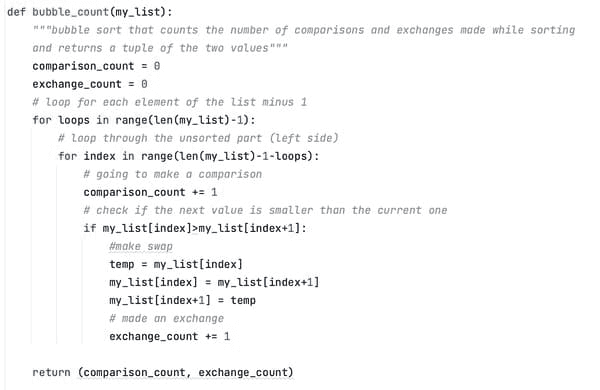 def bubble_count(my_list):
    """bubble sort that counts the number of comparisons and exchanges made while sorting
    and returns a tuple of the two values"""
    comparison_count = 0
    exchange_count = 0
    # loop for each element of the list minus 1
    for loops in range(len(my_list)-1):
        # loop through the unsorted part (left side)
        for index in range(len(my_list)-1-loops):
            # going to make a comparison
            comparison_count += 1
            # check if the next value is smaller than the current one
            if my_list[index]>my_list[index+1]:
                #make swap
                temp = my_list[index]
                my_list[index] = my_list[index+1]
                my_list[index+1] = temp
                # made an exchange
                exchange_count += 1

    return (comparison_count, exchange_count)